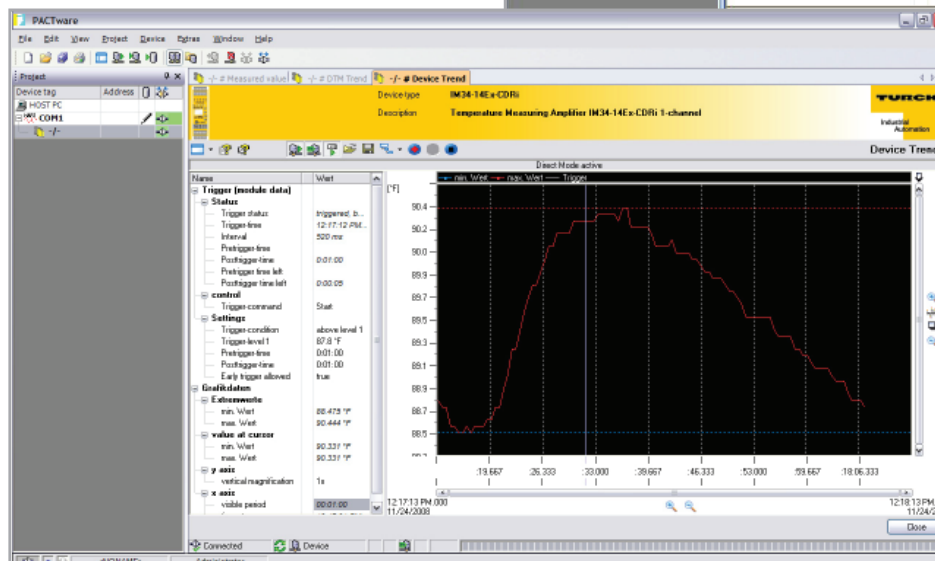 PACTware
File Edit View Project Device Extras Window Help
Project
Device tag Address
HOST PC
COM1
-/-
-/- # Measured value -/- # DTM Trend -/- # Device Trend
Device type IM34-14Ex-CDRi
Description Temperature Measuring Amplifier IM34-14Ex-CDRi 1-channel
TURCK
Industrial
Automation
Device Trend
Direct Mode active
Name Wert
Trigger (module data)
Status
Trigger status triggered, b...
Trigger-time 12:17:12 PM...
Interval 520 ms
Pretrigger-time
Posttrigger-time 0:01:00
Pretrigger time left
Posttrigger time left 0:00:05
control
Trigger-command Start
Settings
Trigger-condition above level 1
Trigger-level 1 87.8 °F
Pretrigger-time 0:01:00
Posttrigger-time 0:01:00
Early trigger allowed true
Grafikdaten
Extremwerte
min. Wert 88.475 °F
max. Wert 90.444 °F
value at cursor
min. Wert 90.331 °F
max. Wert 90.331 °F
y axis
vertical magnification 1x
x axis
visible period 00:01:00
[°F]
min. Wert max. Wert Trigger
90.4
90.2
90.0
89.9
89.7
89.5
89.3
89.1
88.9
88.7
88.5
:19.667 :26.333 :33.000 :39.667 :46.333 :53.000 :59.667 :18:06.333
12:17:13 PM.000 12:18:13 PM
11/24/2008
Close
Connected Device
<NONAME> Administrator